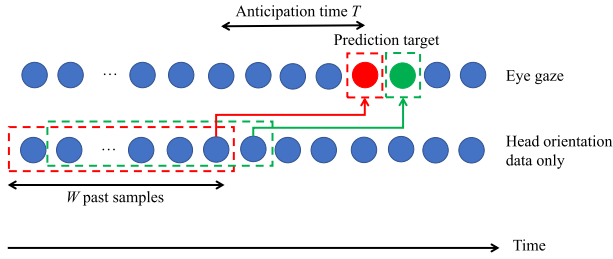 Anticipation time T
Prediction target
...
Eye gaze
...
Head orientation
data only
W past samples
Time